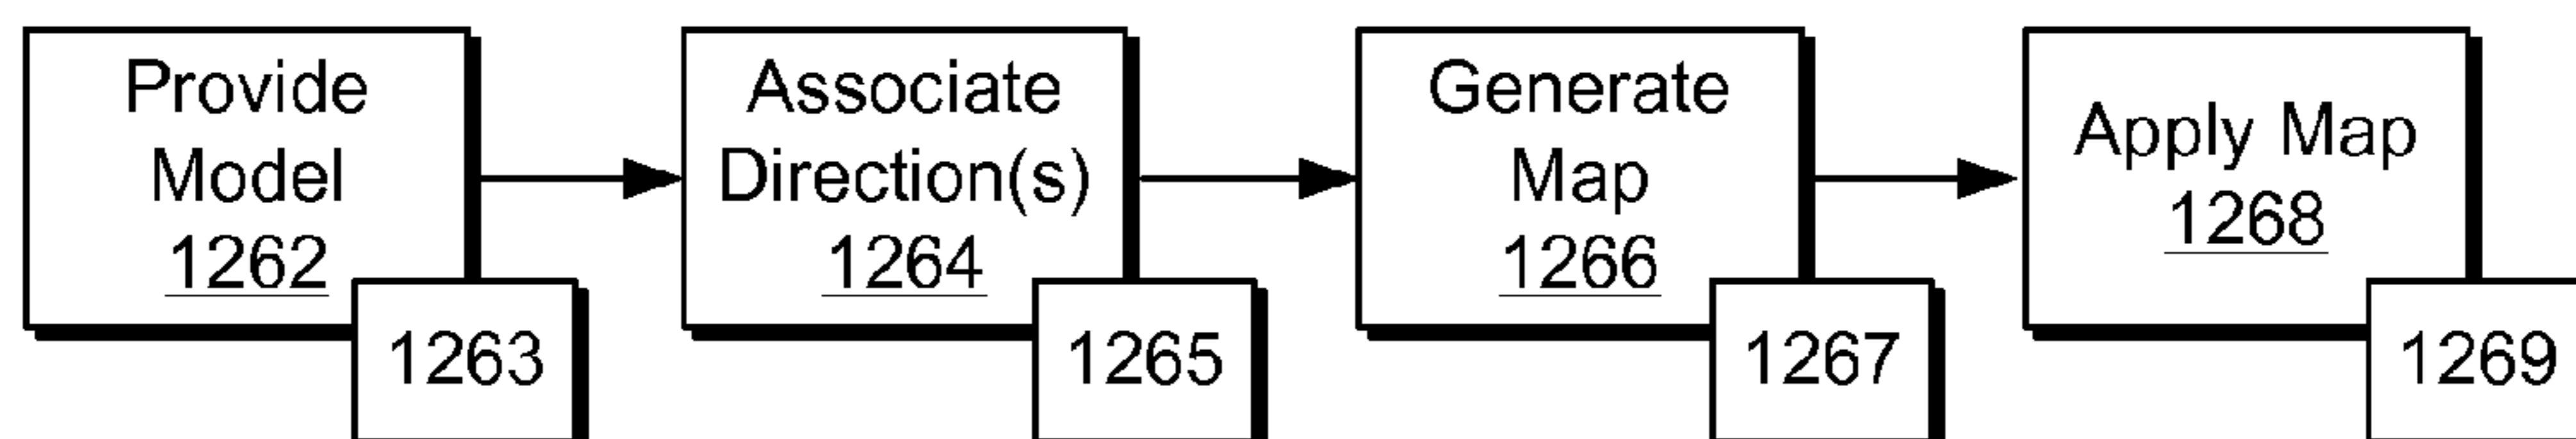 Provide
Model
1262
1263
Associate
Direction(s)
1264
1265
Generate
Map
1266
1267
Apply Map
1268
1269